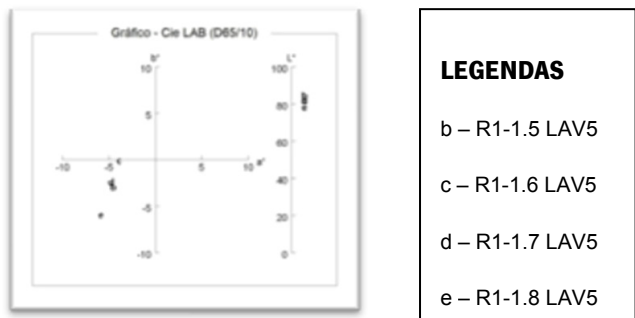 Gráfico - Cie LAB (D65/10)
b* L*
10 100
5 80
60
c
-10 -5 5 10 a*
40
-5 20
e
-10 0
LEGENDAS
b – R1-1.5 LAV5
c – R1-1.6 LAV5
d – R1-1.7 LAV5
e – R1-1.8 LAV5